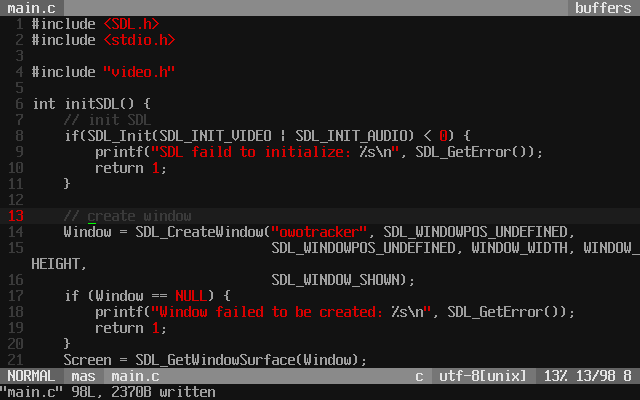 main.c buffers
1 #include <SDL.h>
2 #include <stdio.h>
3
4 #include "video.h"
5
6 int initSDL() {
7 // init SDL
8 if(SDL_Init(SDL_INIT_VIDEO | SDL_INIT_AUDIO) < 0) {
9 printf("SDL faild to initialize: %s\n", SDL_GetError());
10 return 1;
11 }
12
13 // create window
14 Window = SDL_CreateWindow("owotracker", SDL_WINDOWPOS_UNDEFINED,
15 SDL_WINDOWPOS_UNDEFINED, WINDOW_WIDTH, WINDOW_
HEIGHT,
16 SDL_WINDOW_SHOWN);
17 if (Window == NULL) {
18 printf("Window failed to be created: %s\n", SDL_GetError());
19 return 1;
20 }
21 Screen = SDL_GetWindowSurface(Window);
NORMAL mas main.c c utf-8[unix] 13% 13/98 8
"main.c" 98L, 2370B written